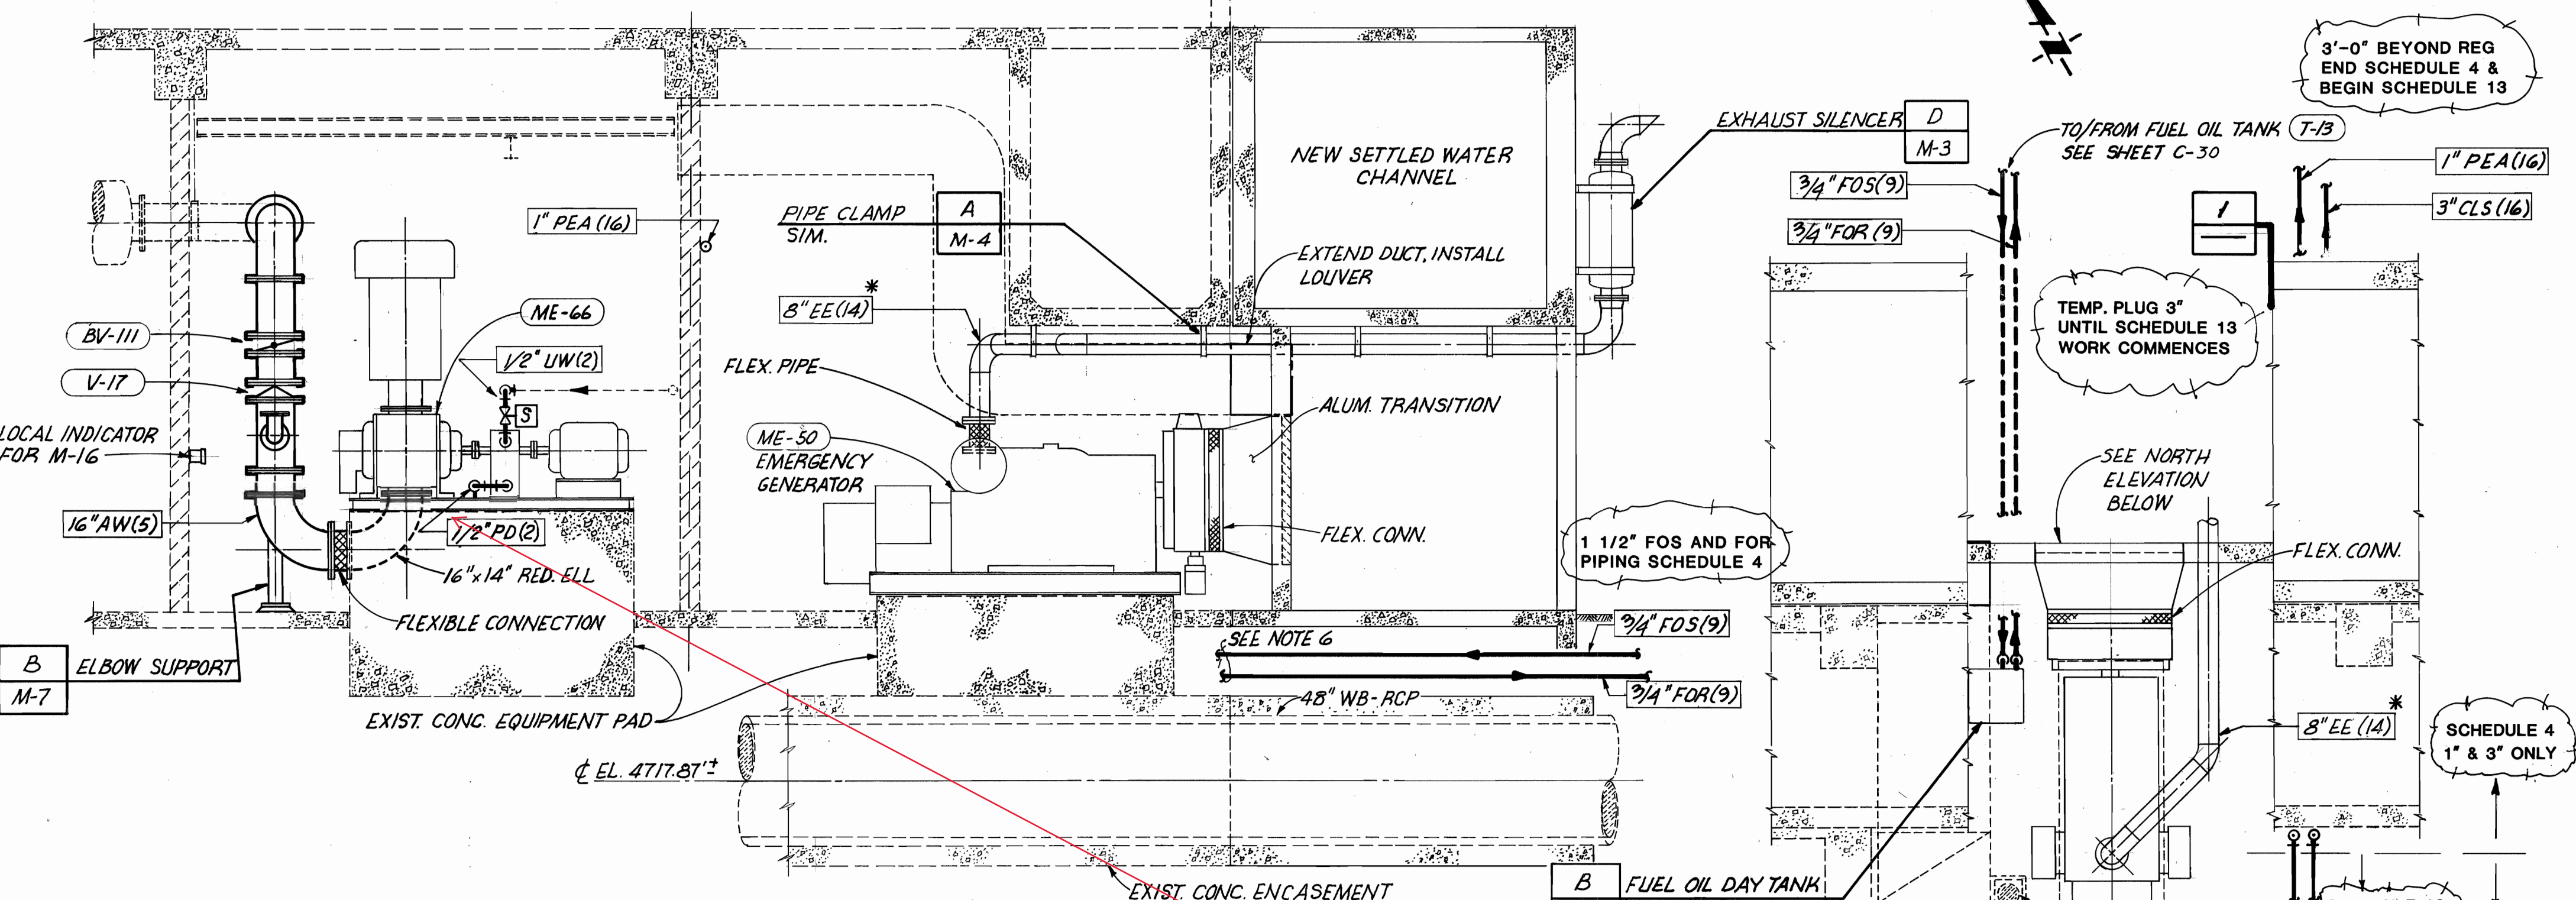 3'-0" BEYOND REG
END SCHEDULE 4 &
BEGIN SCHEDULE 13
EXHAUST SILENCER
D
M-3
TO/FROM FUEL OIL TANK
T-13
SEE SHEET C-30
1" PEA (16)
3" CLS (16)
3/4" FOS (9)
3/4" FOR (9)
1
NEW SETTLED WATER
CHANNEL
1" PEA (16)
PIPE CLAMP
SIM.
A
M-4
EXTEND DUCT, INSTALL
LOUVER
*
8" EE (14)
TEMP. PLUG 3"
UNTIL SCHEDULE 13
WORK COMMENCES
BV-111
ME-66
1/2" UW(2)
V-17
S
FLEX. PIPE
ALUM. TRANSITION
LOCAL INDICATOR
FOR M-16
ME-50
EMERGENCY
GENERATOR
SEE NORTH
ELEVATION
BELOW
16" AW(5)
1/2" PD(2)
FLEX. CONN.
1 1/2" FOS AND FOR
PIPING SCHEDULE 4
FLEX. CONN.
16" x 14" RED. ELL
FLEXIBLE CONNECTION
SEE NOTE 6
3/4" FOS (9)
B
M-7
ELBOW SUPPORT
3/4" FOR (9)
48" WB-RCP
EXIST. CONC. EQUIPMENT PAD
*
8" EE (14)
SCHEDULE 4
1" & 3" ONLY
℄ EL. 4717.87'±
EXIST. CONC. ENCASEMENT
B
FUEL OIL DAY TANK